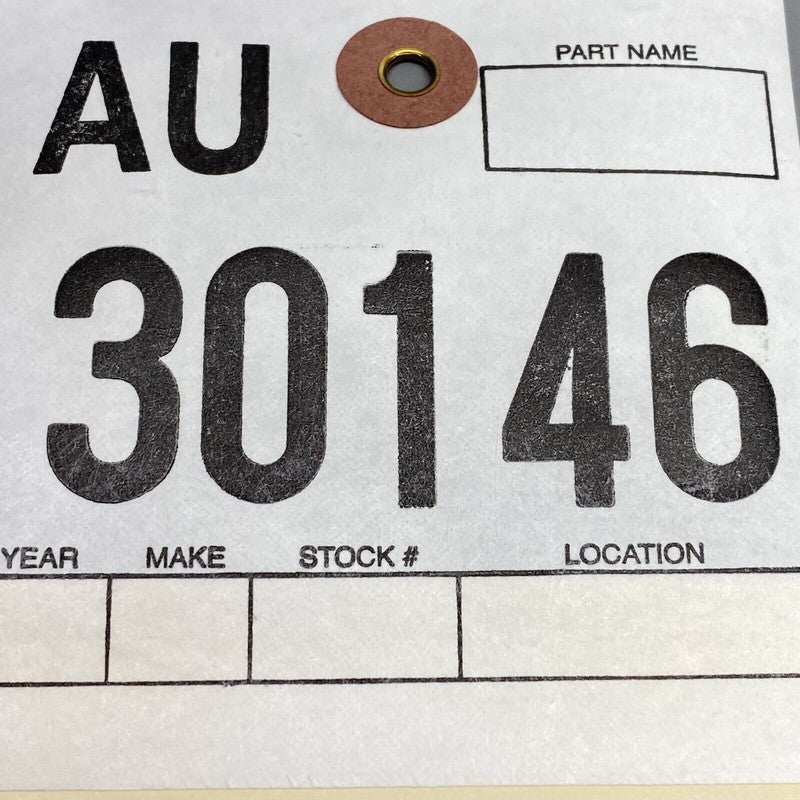 AU PART NAME
30146
YEAR MAKE STOCK # LOCATION